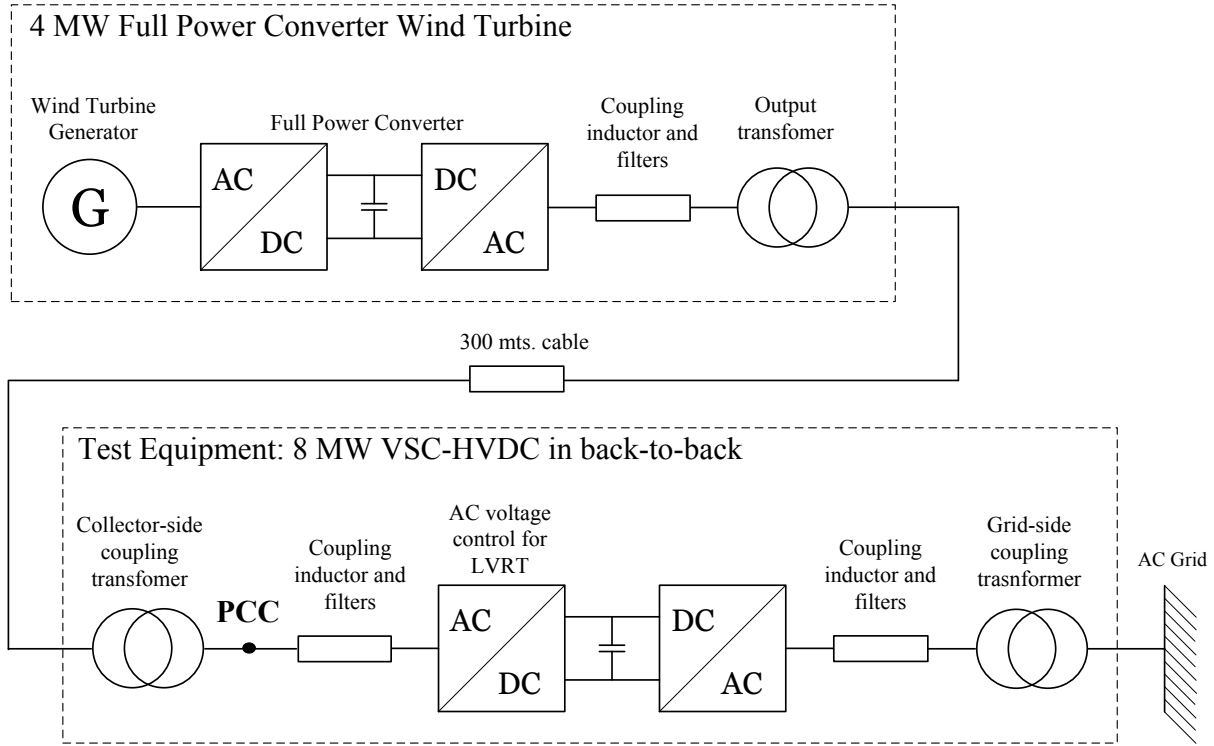 4 MW Full Power Converter Wind Turbine
Wind Turbine
Generator
Full Power Converter
Coupling
inductor and
filters
Output
transfomer
G
AC
DC
DC
AC
300 mts. cable
Test Equipment: 8 MW VSC-HVDC in back-to-back
Collector-side
coupling
transfomer
PCC
Coupling
inductor and
filters
AC voltage
control for
LVRT
Coupling
inductor and
filters
Grid-side
coupling
trasnformer
AC Grid
AC
DC
DC
AC